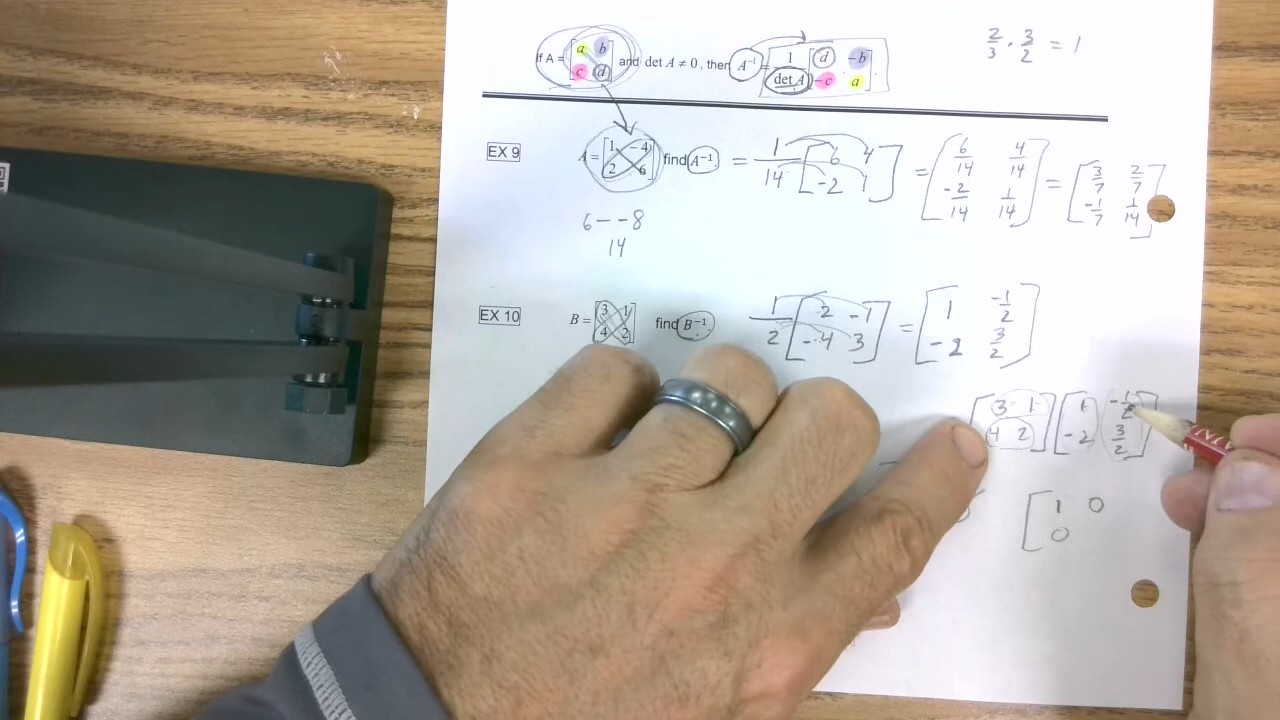 If A = [a b c d] and det A ≠ 0, then A⁻¹ = 1/det A [d -b -c a]
2/3 · 3/2 = 1
EX 9 A = [1 -4 2 6] find A⁻¹ = 1/14 [6 4 -2 1] = [6/14 4/14 -2/14 1/14] = [3/7 2/7 -1/7 1/14]
6 - -8
14
EX 10 B = [3 1 4 2] find B⁻¹ 1/2 [2 -1 -4 3] = [1 -1/2 -2 3/2]
[3 1 4 2] [1 -1/2 -2 3/2]
[1 0
0